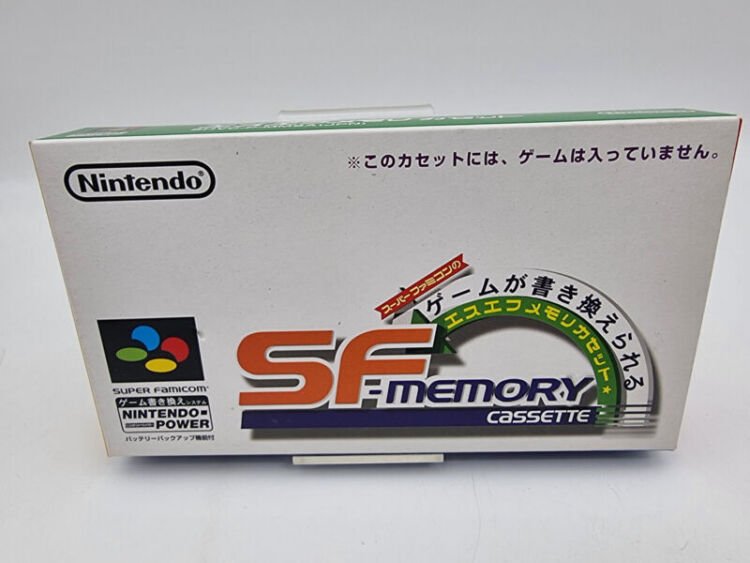 Nintendo®
※このカセットには、ゲームは入っていません。
スーパーファミコンの
ゲームが書き換えられる
エスエフメモリカセット★
SF-MEMORY
CASSETTE
SUPER FAMICOM
ゲーム書き換えシステム
NINTENDO-
POWER
バッテリーバックアップ機能付